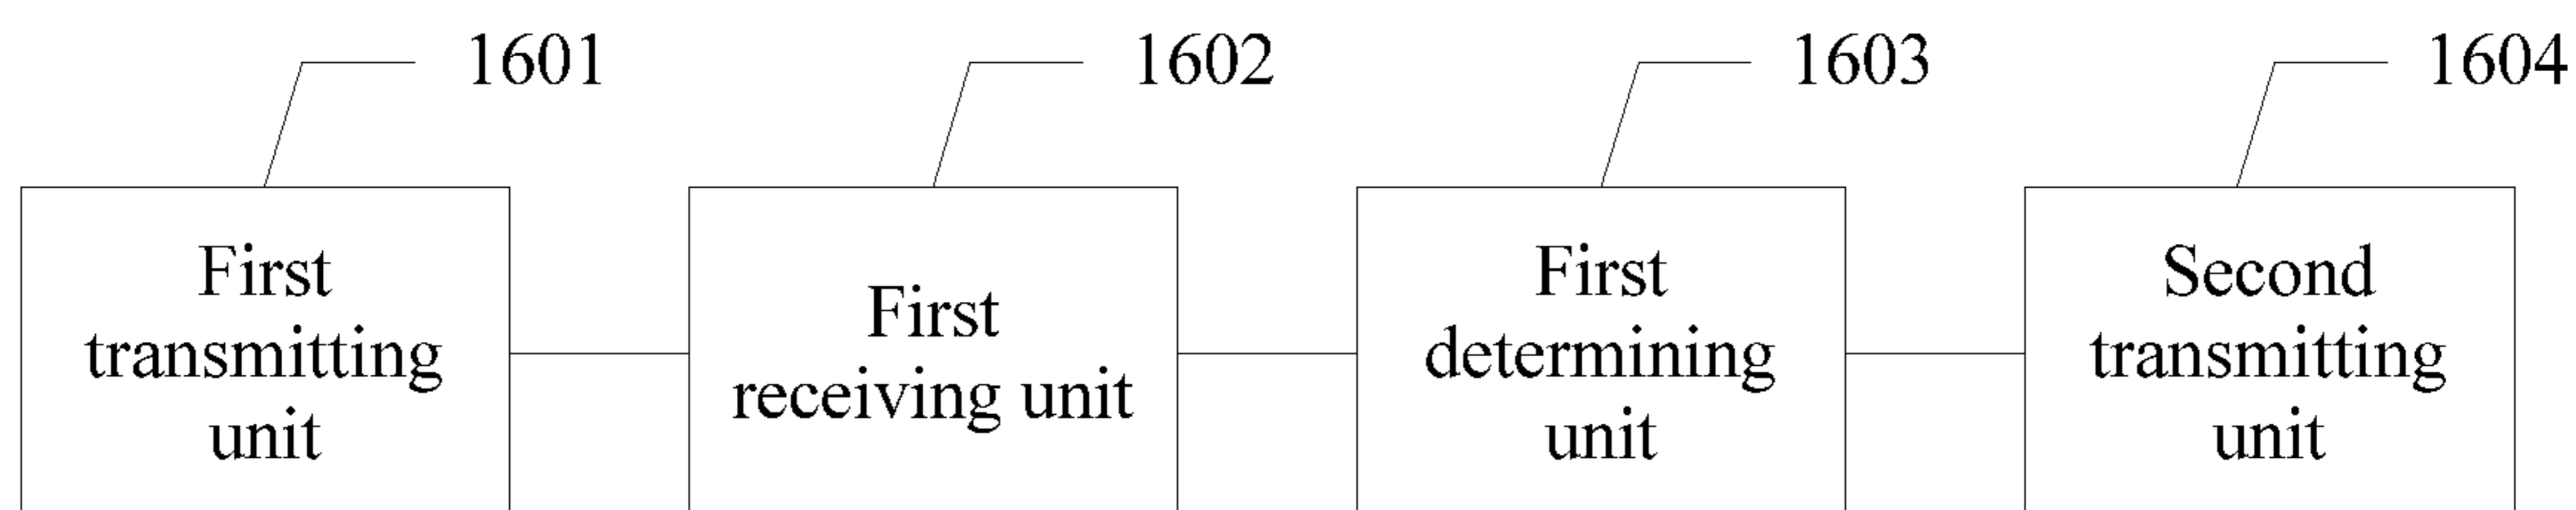 1601
1602
1603
1604
First
transmitting
unit
First
receiving unit
First
determining
unit
Second
transmitting
unit